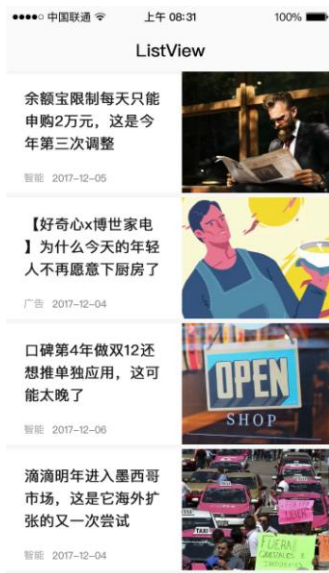 中国联通 上午 08:31 100%
ListView
余额宝限制每天只能
申购2万元，这是今
年第三次调整
智能 2017-12-05
【好奇心x博世家电
】为什么今天的年轻
人不再愿意下厨房了
广告 2017-12-04
口碑第4年做双12还
想推单独应用，这可
能太晚了
智能 2017-12-06
OPEN
SHOP
滴滴明年进入墨西哥
市场，这是它海外扩
张的又一次尝试
智能 2017-12-04
TAXI
FUERA